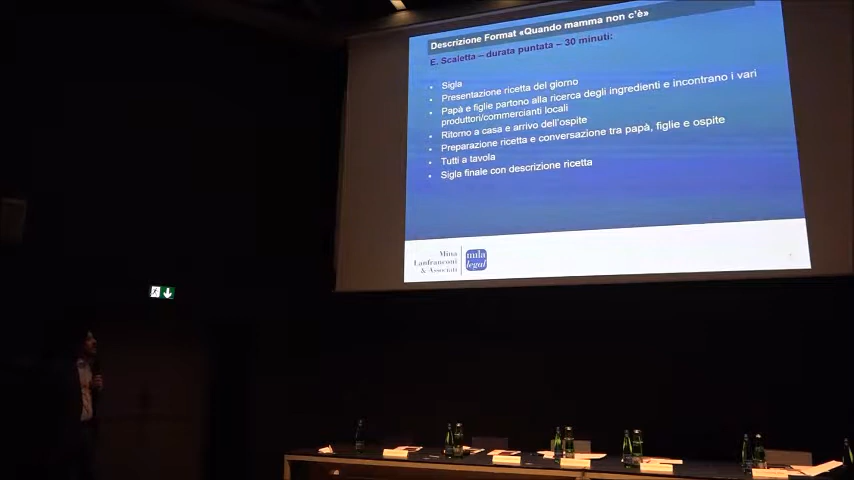 Descrizione Format «Quando mamma non c'è»
E. Scaletta – durata puntata – 30 minuti:
• Sigla
• Presentazione ricetta del giorno
• Papà e figlie partono alla ricerca degli ingredienti e incontrano i vari
produttori/commercianti locali
• Ritorno a casa e arrivo dell'ospite
• Preparazione ricetta e conversazione tra papà, figlie e ospite
• Tutti a tavola
• Sigla finale con descrizione ricetta
Mina
Lanfranconi
& Associati
mila
legal